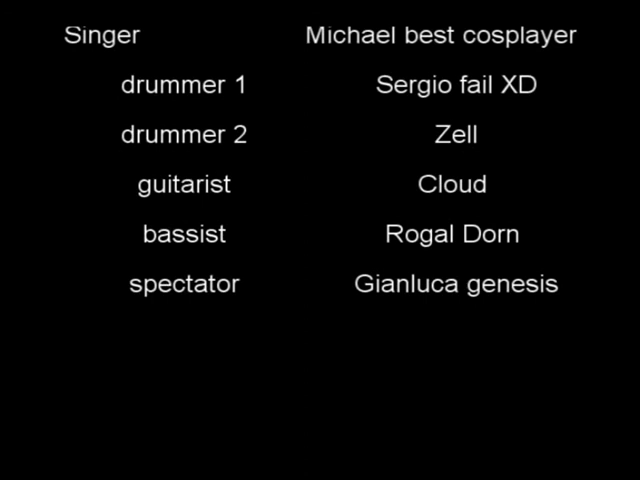 Singer Michael best cosplayer
drummer 1 Sergio fail XD
drummer 2 Zell
guitarist Cloud
bassist Rogal Dorn
spectator Gianluca genesis